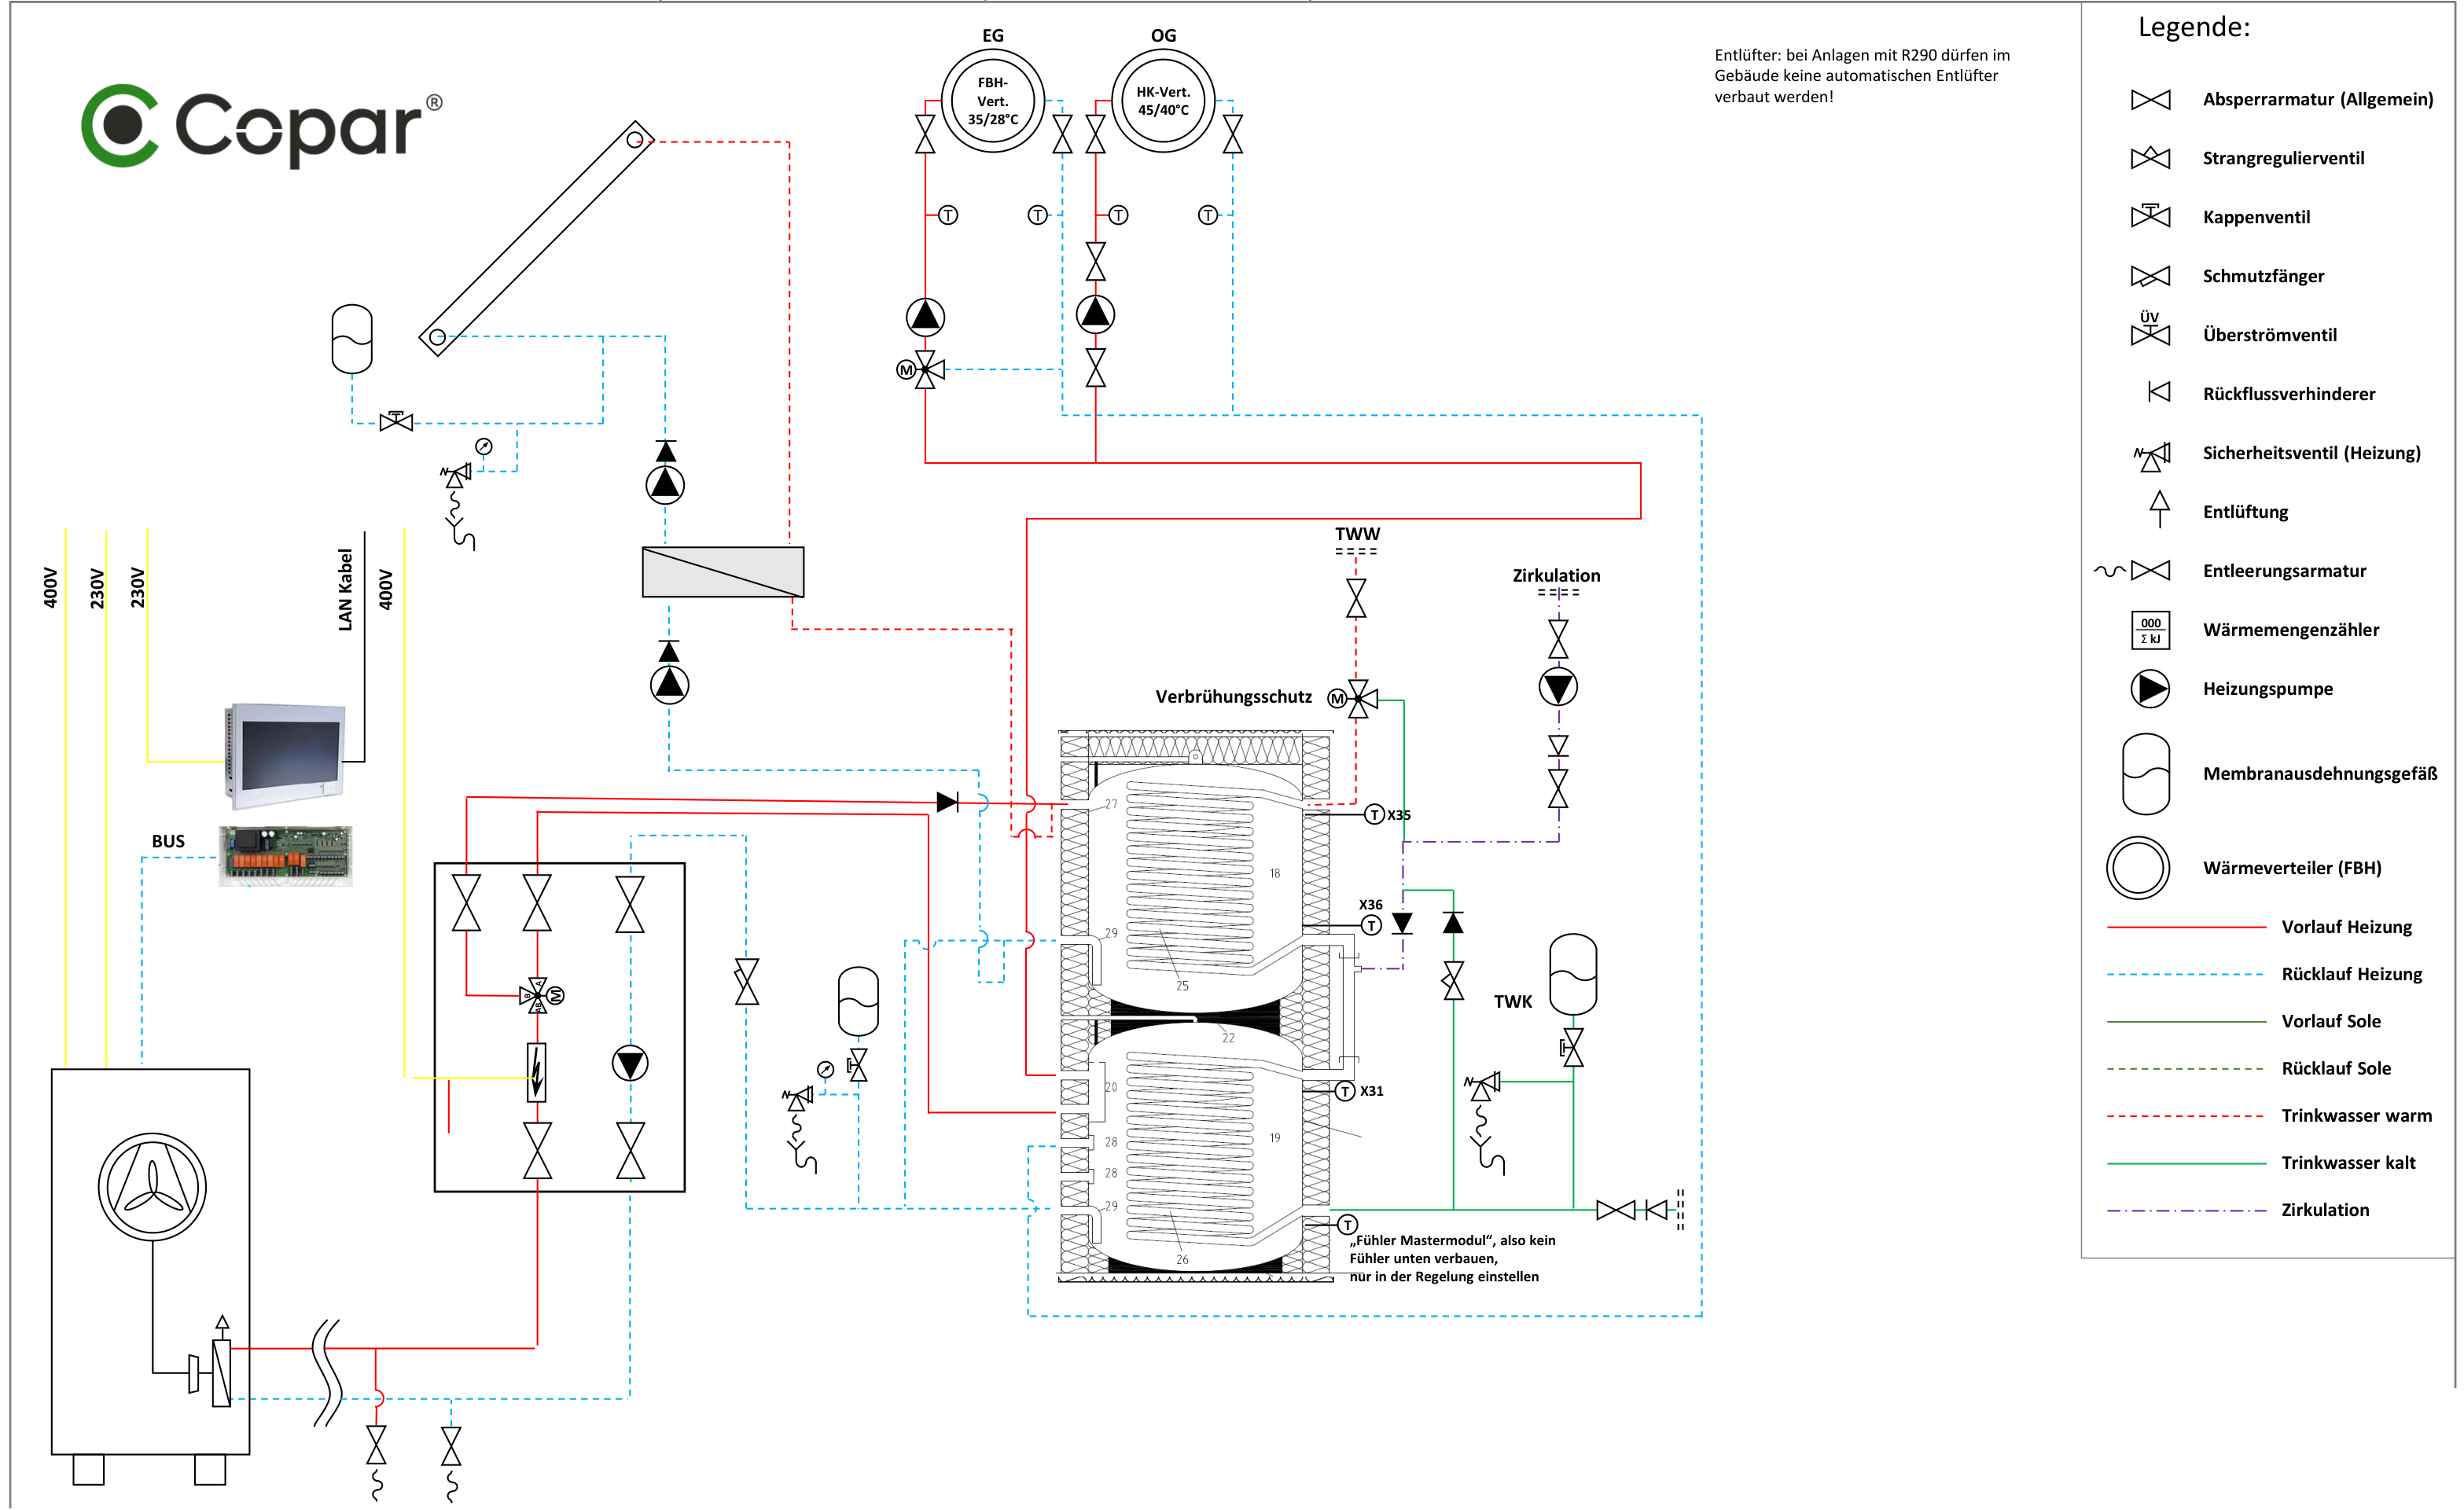 Copar®
EG
FBH-
Vert.
35/28°C
OG
HK-Vert.
45/40°C
T
T
T
T
M
Entlüfter: bei Anlagen mit R290 dürfen im
Gebäude keine automatischen Entlüfter
verbaut werden!
400V
230V
230V
LAN Kabel
400V
BUS
TWW
Zirkulation
Verbrühungsschutz
M
T X35
X36
T
T X31
T
TWK
„Fühler Mastermodul“, also kein
Fühler unten verbauen,
nur in der Regelung einstellen
27
18
29
25
22
20
28
19
28
29
26
A
B
AB
M
Legende:
Absperrarmatur (Allgemein)
Strangregulierventil
Kappenventil
Schmutzfänger
ÜV
Überströmventil
Rückflussverhinderer
Sicherheitsventil (Heizung)
Entlüftung
Entleerungsarmatur
000
Σ kJ
Wärmemengenzähler
Heizungspumpe
Membranausdehnungsgefäß
Wärmeverteiler (FBH)
Vorlauf Heizung
Rücklauf Heizung
Vorlauf Sole
Rücklauf Sole
Trinkwasser warm
Trinkwasser kalt
Zirkulation